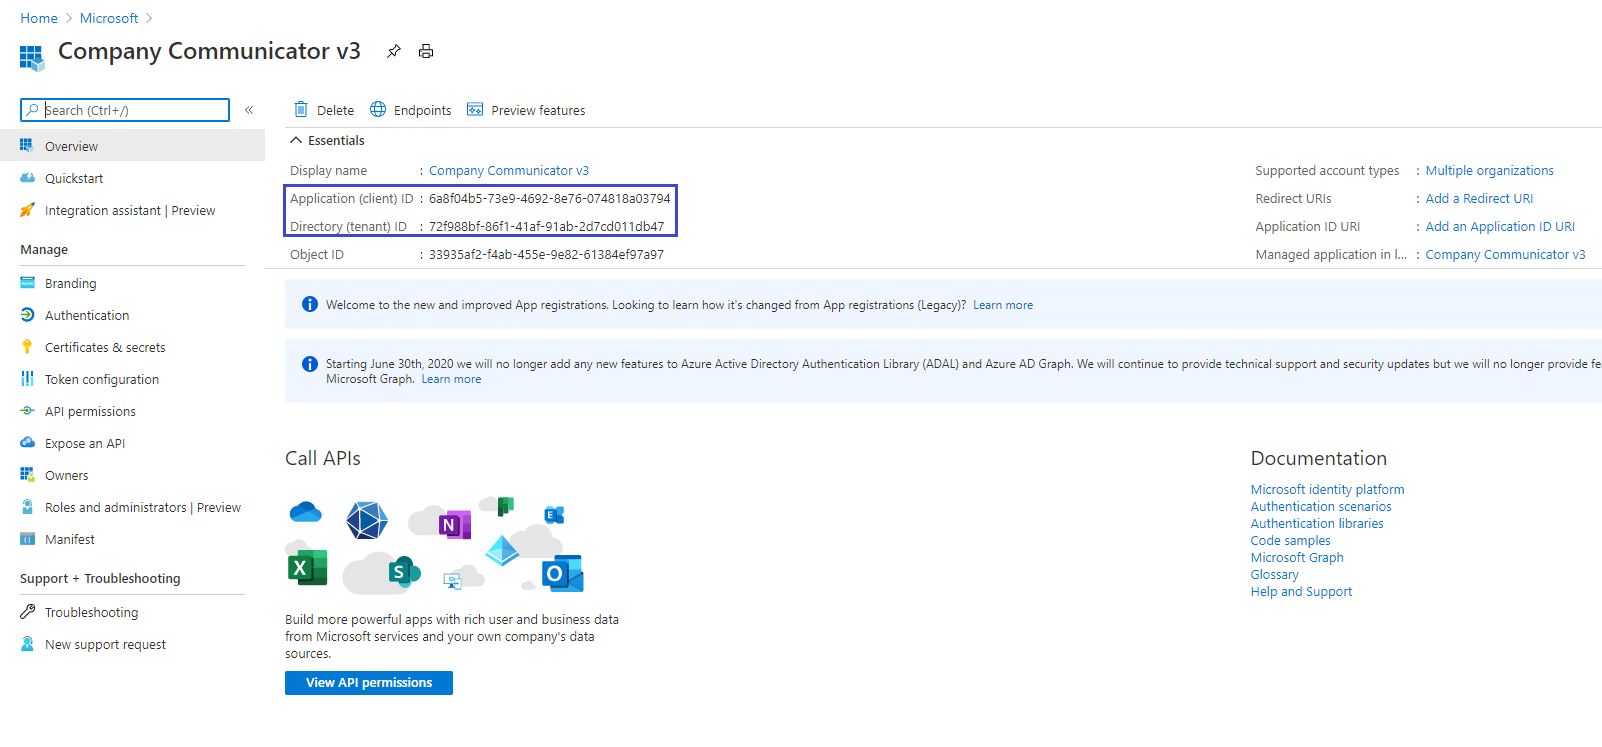 Home > Microsoft >
Company Communicator v3
Search (Ctrl+/)
«
Overview
Quickstart
Integration assistant | Preview
Manage
Branding
Authentication
Certificates & secrets
Token configuration
API permissions
Expose an API
Owners
Roles and administrators | Preview
Manifest
Support + Troubleshooting
Troubleshooting
New support request
Delete Endpoints Preview features
Essentials
Display name : Company Communicator v3
Application (client) ID : 6a8f04b5-73e9-4692-8e76-074818a03794
Directory (tenant) ID : 72f988bf-86f1-41af-91ab-2d7cd011db47
Object ID : 33935af2-f4ab-455e-9e82-61384ef97a97
Supported account types : Multiple organizations
Redirect URIs : Add a Redirect URI
Application ID URI : Add an Application ID URI
Managed application in l... : Company Communicator v3
Welcome to the new and improved App registrations. Looking to learn how it's changed from App registrations (Legacy)? Learn more
Starting June 30th, 2020 we will no longer add any new features to Azure Active Directory Authentication Library (ADAL) and Azure AD Graph. We will continue to provide technical support and security updates but we will no longer provide fe
Microsoft Graph. Learn more
Call APIs
N
E
X
S
O
Build more powerful apps with rich user and business data
from Microsoft services and your own company's data
sources.
View API permissions
Documentation
Microsoft identity platform
Authentication scenarios
Authentication libraries
Code samples
Microsoft Graph
Glossary
Help and Support